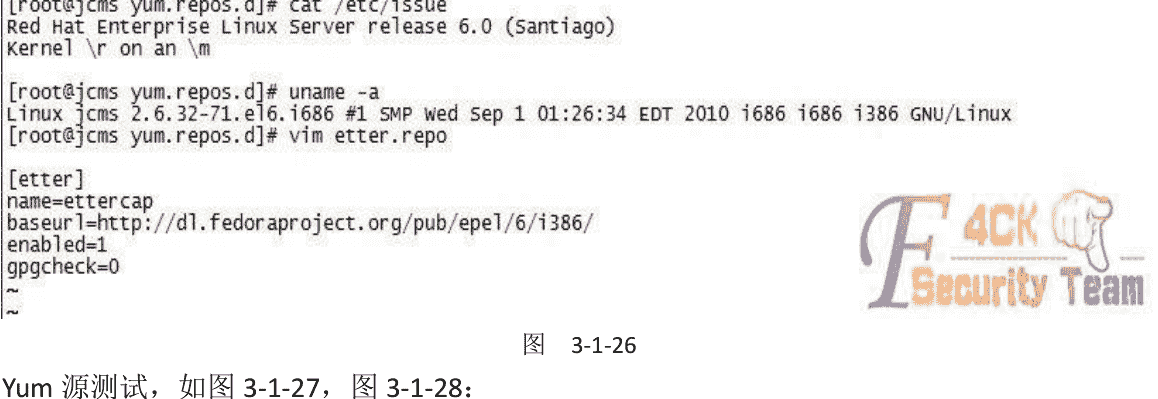 [root@jcms yum.repos.d]# cat /etc/issue
Red Hat Enterprise Linux Server release 6.0 (Santiago)
Kernel \r on an \m
[root@jcms yum.repos.d]# uname -a
Linux jcms 2.6.32-71.el6.i686 #1 SMP Wed Sep 1 01:26:34 EDT 2010 i686 i686 i386 GNU/Linux
[root@jcms yum.repos.d]# vim etter.repo
[etter]
name=ettercap
baseurl=http://dl.fedoraproject.org/pub/epel/6/i386/
enabled=1
gpgcheck=0
~
~
F4CK
Security Team
图 3-1-26
Yum 源测试，如图 3-1-27，图 3-1-28：